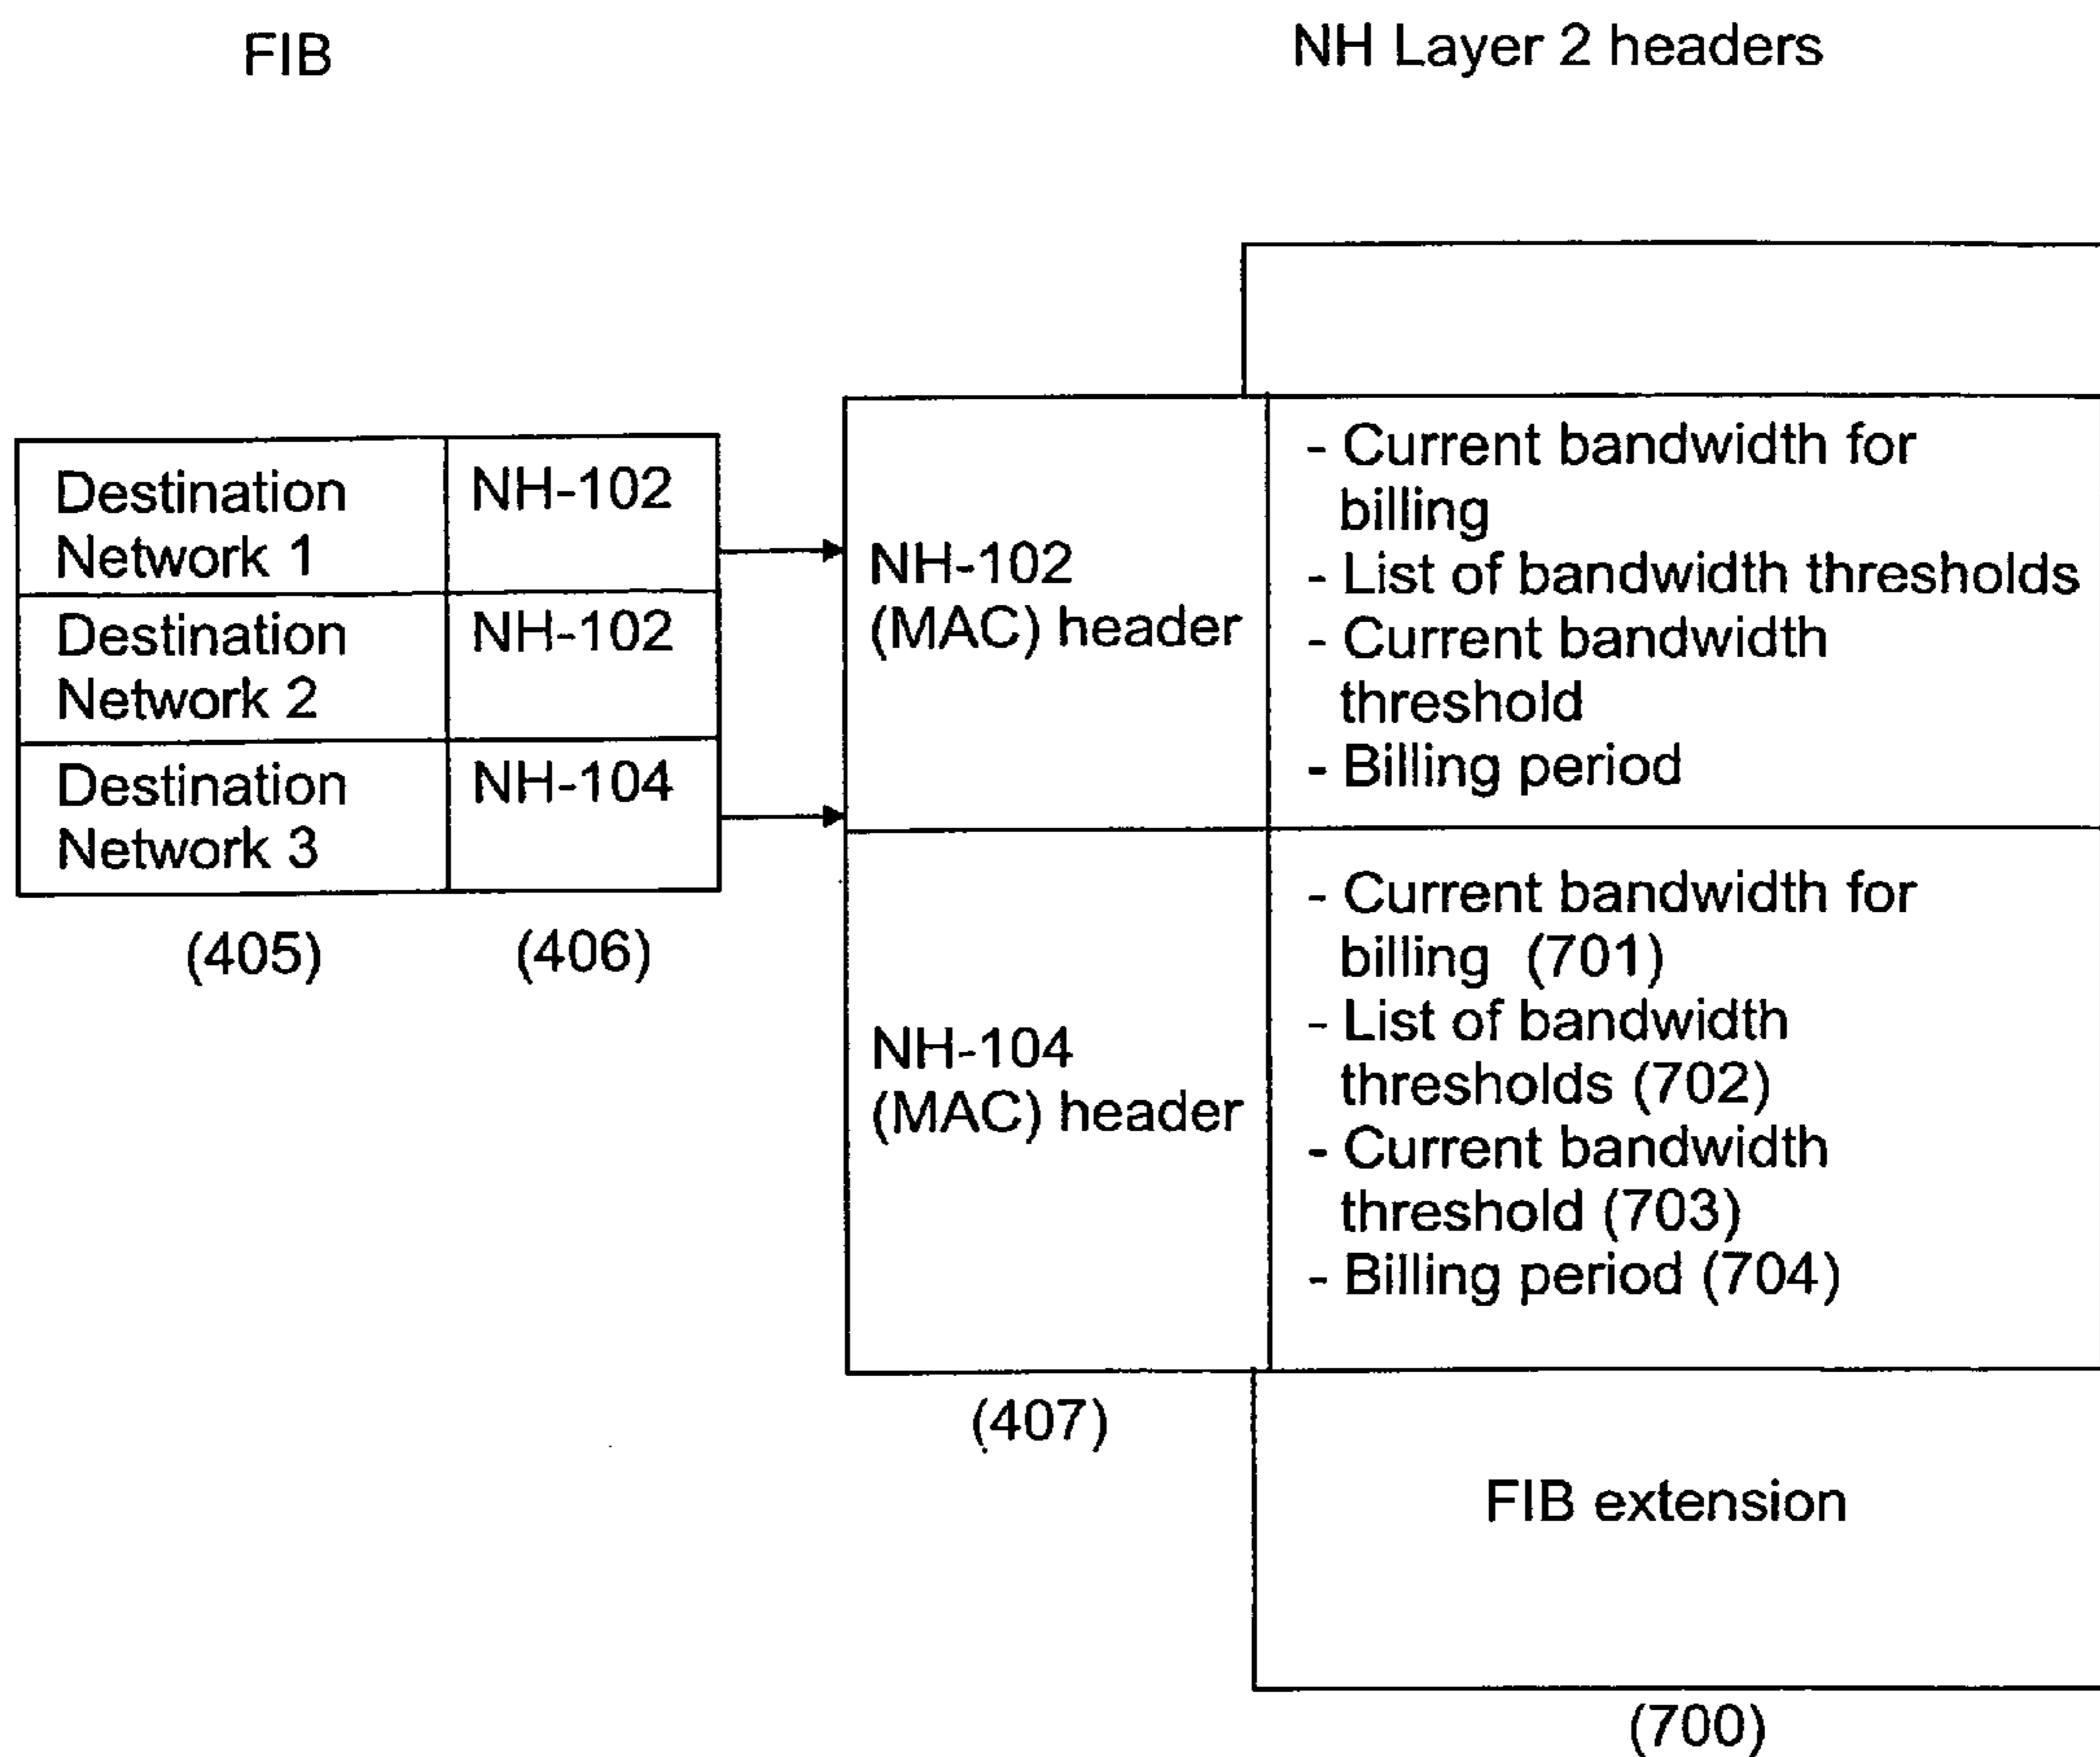 FIB
NH Layer 2 headers
Destination
Network 1
NH-102
Destination
Network 2
NH-102
Destination
Network 3
NH-104
(405)
(406)
NH-102
(MAC) header
- Current bandwidth for
billing
- List of bandwidth thresholds
- Current bandwidth
threshold
- Billing period
NH-104
(MAC) header
- Current bandwidth for
billing (701)
- List of bandwidth
thresholds (702)
- Current bandwidth
threshold (703)
- Billing period (704)
(407)
FIB extension
(700)